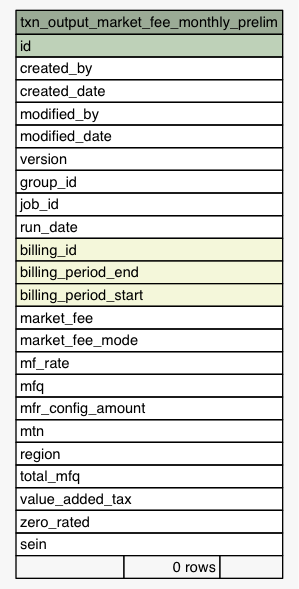 txn_output_market_fee_monthly_prelim
id
created_by
created_date
modified_by
modified_date
version
group_id
job_id
run_date
billing_id
billing_period_end
billing_period_start
market_fee
market_fee_mode
mf_rate
mfq
mfr_config_amount
mtn
region
total_mfq
value_added_tax
zero_rated
sein
0 rows